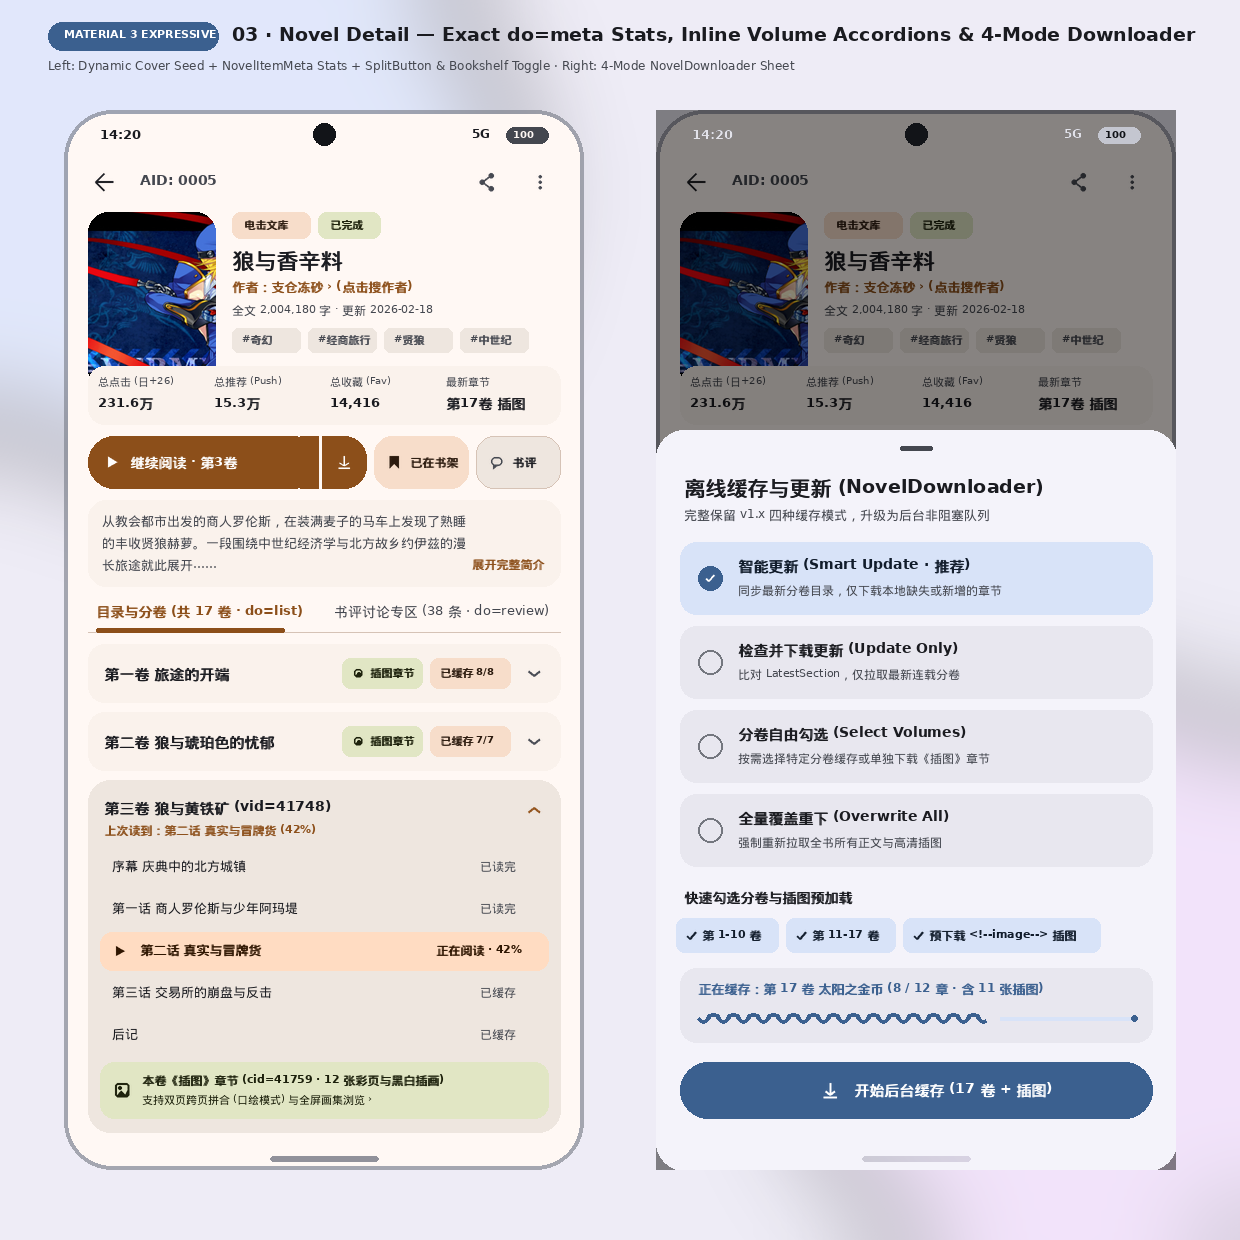 MATERIAL 3 EXPRESSIVE
03 · Novel Detail — Exact do=meta Stats, Inline Volume Accordions & 4-Mode Downloader
Left: Dynamic Cover Seed + NovelItemMeta Stats + SplitButton & Bookshelf Toggle · Right: 4-Mode NovelDownloader Sheet
14:20
5G
100
AID: 0005
电击文库
已完成
狼与香辛料
作者：支仓冻砂 › (点击搜作者)
全文 2,004,180 字 · 更新 2026-02-18
#奇幻
#经商旅行
#贤狼
#中世纪
总点击 (日+26)
总推荐 (Push)
总收藏 (Fav)
最新章节
231.6万
15.3万
14,416
第17卷 插图
继续阅读 · 第3卷
已在书架
书评
从教会都市出发的商人罗伦斯，在装满麦子的马车上发现了熟睡
的丰收贤狼赫萝。一段围绕中世纪经济学与北方故乡约伊兹的漫
长旅途就此展开……
展开完整简介
目录与分卷 (共 17 卷 · do=list)
书评讨论专区 (38 条 · do=review)
第一卷 旅途的开端
插图章节
已缓存 8/8
第二卷 狼与琥珀色的忧郁
插图章节
已缓存 7/7
第三卷 狼与黄铁矿 (vid=41748)
上次读到：第二话 真实与冒牌货 (42%)
序幕 庆典中的北方城镇
已读完
第一话 商人罗伦斯与少年阿玛堤
已读完
第二话 真实与冒牌货
正在阅读 · 42%
第三话 交易所的崩盘与反击
已缓存
后记
已缓存
本卷《插图》章节 (cid=41759 · 12 张彩页与黑白插画)
支持双页跨页拼合 (口绘模式) 与全屏画集浏览 ›
14:20
5G
100
AID: 0005
电击文库
已完成
狼与香辛料
作者：支仓冻砂 › (点击搜作者)
全文 2,004,180 字 · 更新 2026-02-18
#奇幻
#经商旅行
#贤狼
#中世纪
总点击 (日+26)
总推荐 (Push)
总收藏 (Fav)
最新章节
231.6万
15.3万
14,416
第17卷 插图
离线缓存与更新 (NovelDownloader)
完整保留 v1.x 四种缓存模式，升级为后台非阻塞队列
智能更新 (Smart Update · 推荐)
同步最新分卷目录，仅下载本地缺失或新增的章节
检查并下载更新 (Update Only)
比对 LatestSection，仅拉取最新连载分卷
分卷自由勾选 (Select Volumes)
按需选择特定分卷缓存或单独下载《插图》章节
全量覆盖重下 (Overwrite All)
强制重新拉取全书所有正文与高清插图
快速勾选分卷与插图预加载
第 1-10 卷
第 11-17 卷
预下载 <!--image--> 插图
正在缓存：第 17 卷 太阳之金币 (8 / 12 章 · 含 11 张插图)
开始后台缓存 (17 卷 + 插图)